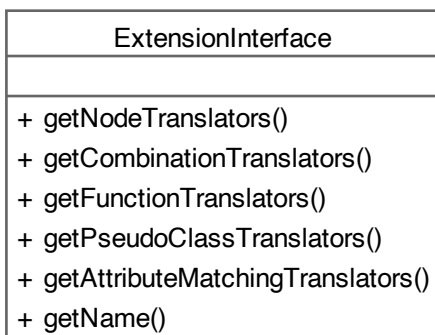 ExtensionInterface
+ getNodeTranslators()
+ getCombinationTranslators()
+ getFunctionTranslators()
+ getPseudoClassTranslators()
+ getAttributeMatchingTranslators()
+ getName()